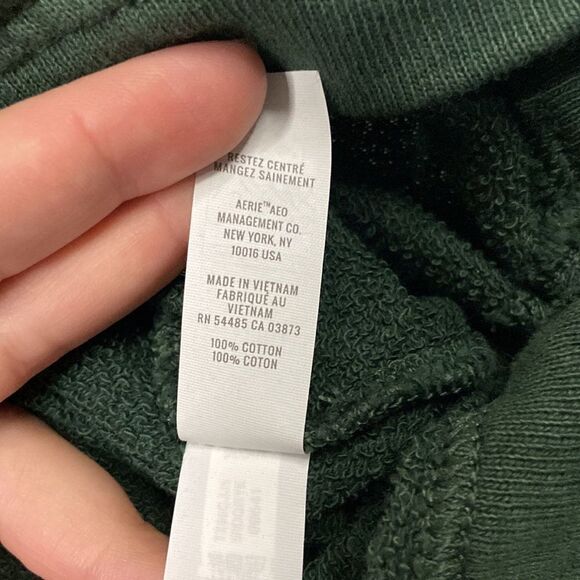 RESTEZ CENTRÉ
MANGEZ SAINEMENT
AERIE™AEO
MANAGEMENT CO.
NEW YORK, NY
10016 USA
MADE IN VIETNAM
FABRIQUÉ AU
VIETNAM
RN 54485 CA 03873
100% COTTON
100% COTON